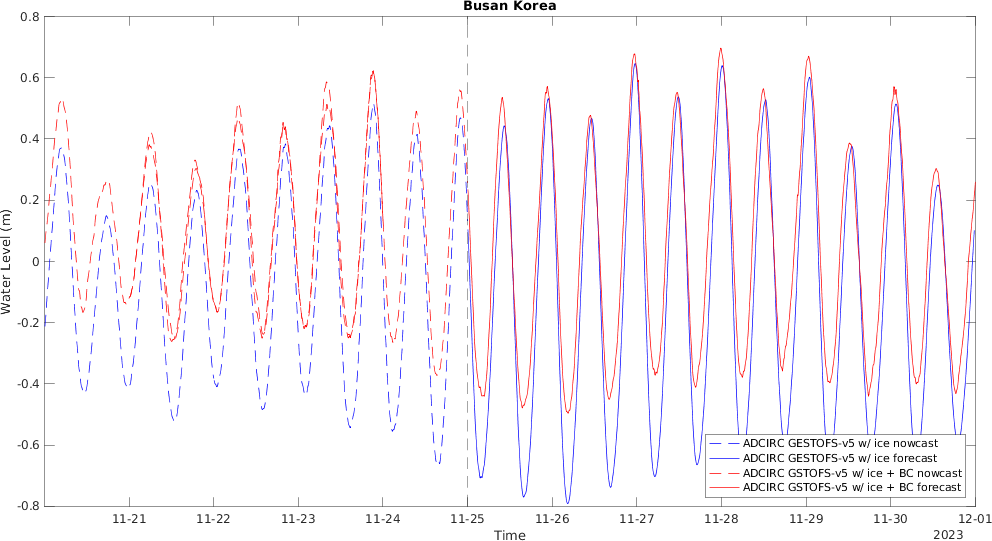 Busan Korea
0.8
0.6
0.4
0.2
0
-0.2
-0.4
-0.6
-0.8
Water Level (m)
ADCIRC GESTOFS-v5 w/ ice nowcast
ADCIRC GESTOFS-v5 w/ ice forecast
ADCIRC GSTOFS-v5 w/ ice + BC nowcast
ADCIRC GSTOFS-v5 w/ ice + BC forecast
11-21 11-22 11-23 11-24 11-25 11-26 11-27 11-28 11-29 11-30 12-01
Time
2023